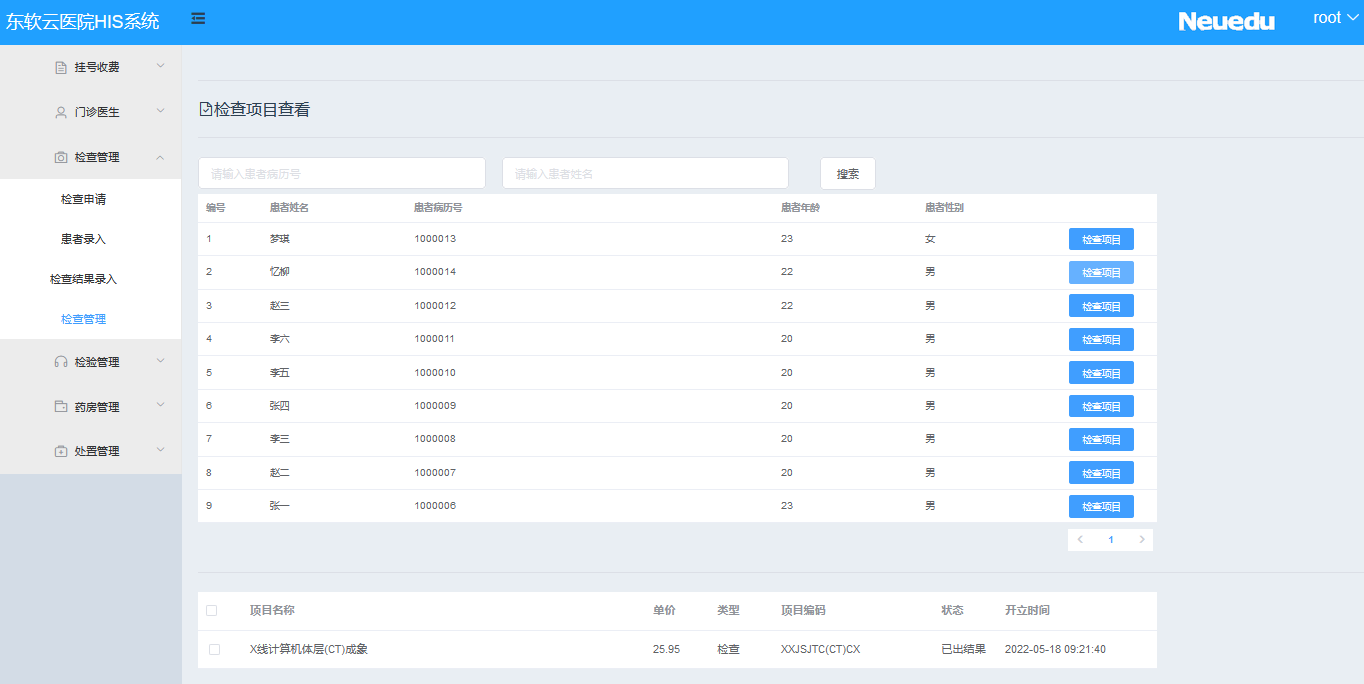 东软云医院HIS系统
Neuedu
root
挂号收费
门诊医生
检查管理
检查申请
患者录入
检查结果录入
检查管理
检验管理
药房管理
处置管理
检查项目查看
请输入患者病历号 请输入患者姓名 搜索
编号 患者姓名 患者病历号 患者年龄 患者性别
1 梦琪 1000013 23 女 检查项目
2 忆柳 1000014 22 男 检查项目
3 赵三 1000012 22 男 检查项目
4 李六 1000011 20 男 检查项目
5 李五 1000010 20 男 检查项目
6 张四 1000009 20 男 检查项目
7 李三 1000008 20 男 检查项目
8 赵二 1000007 20 男 检查项目
9 张一 1000006 23 男 检查项目
1
项目名称 单价 类型 项目编码 状态 开立时间
X线计算机体层(CT)成象 25.95 检查 XXJSJTC(CT)CX 已出结果 2022-05-18 09:21:40